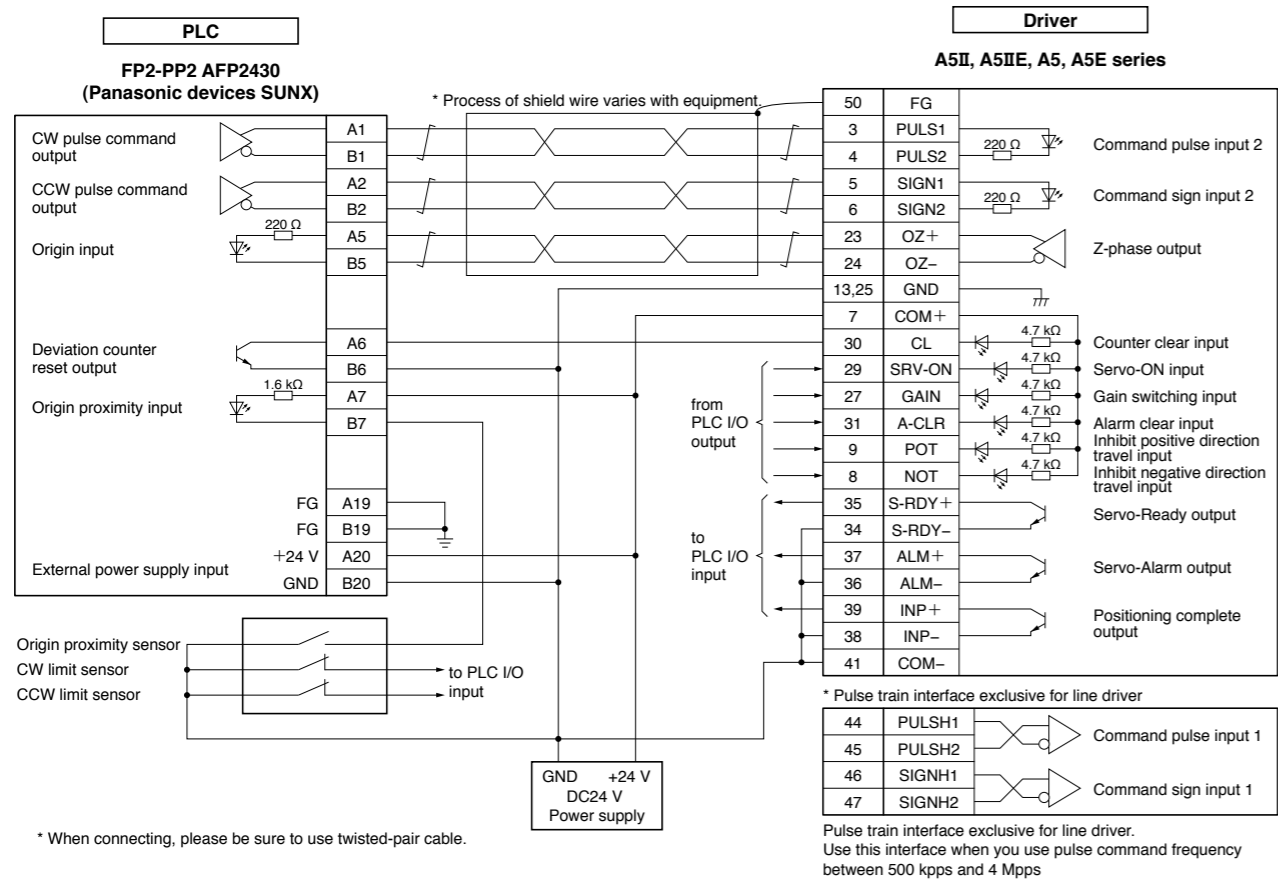 PLC
FP2-PP2 AFP2430
(Panasonic devices SUNX)
Driver
A5II, A5IIE, A5, A5E series
* Process of shield wire varies with equipment.
CW pulse command
output
A1
B1
CCW pulse command
output
A2
B2
Origin input
220 Ω
A5
B5
Deviation counter
reset output
A6
B6
Origin proximity input
1.6 kΩ
A7
B7
FG A19
FG B19
External power supply input
+24 V A20
GND B20
Origin proximity sensor
CW limit sensor
CCW limit sensor
to PLC I/O
input
GND +24 V
DC24 V
Power supply
* When connecting, please be sure to use twisted-pair cable.
from
PLC I/O
output
to
PLC I/O
input
50 FG
3 PULS1
4 PULS2
220 Ω
Command pulse input 2
5 SIGN1
6 SIGN2
220 Ω
Command sign input 2
23 OZ+
24 OZ−
Z-phase output
13,25 GND
7 COM+
30 CL 4.7 kΩ Counter clear input
29 SRV-ON 4.7 kΩ Servo-ON input
27 GAIN 4.7 kΩ Gain switching input
31 A-CLR 4.7 kΩ Alarm clear input
9 POT 4.7 kΩ Inhibit positive direction
travel input
8 NOT 4.7 kΩ Inhibit negative direction
travel input
35 S-RDY+
34 S-RDY−
Servo-Ready output
37 ALM+
36 ALM−
Servo-Alarm output
39 INP+
38 INP−
Positioning complete
output
41 COM−
* Pulse train interface exclusive for line driver
44 PULSH1
45 PULSH2
Command pulse input 1
46 SIGNH1
47 SIGNH2
Command sign input 1
Pulse train interface exclusive for line driver.
Use this interface when you use pulse command frequency
between 500 kpps and 4 Mpps